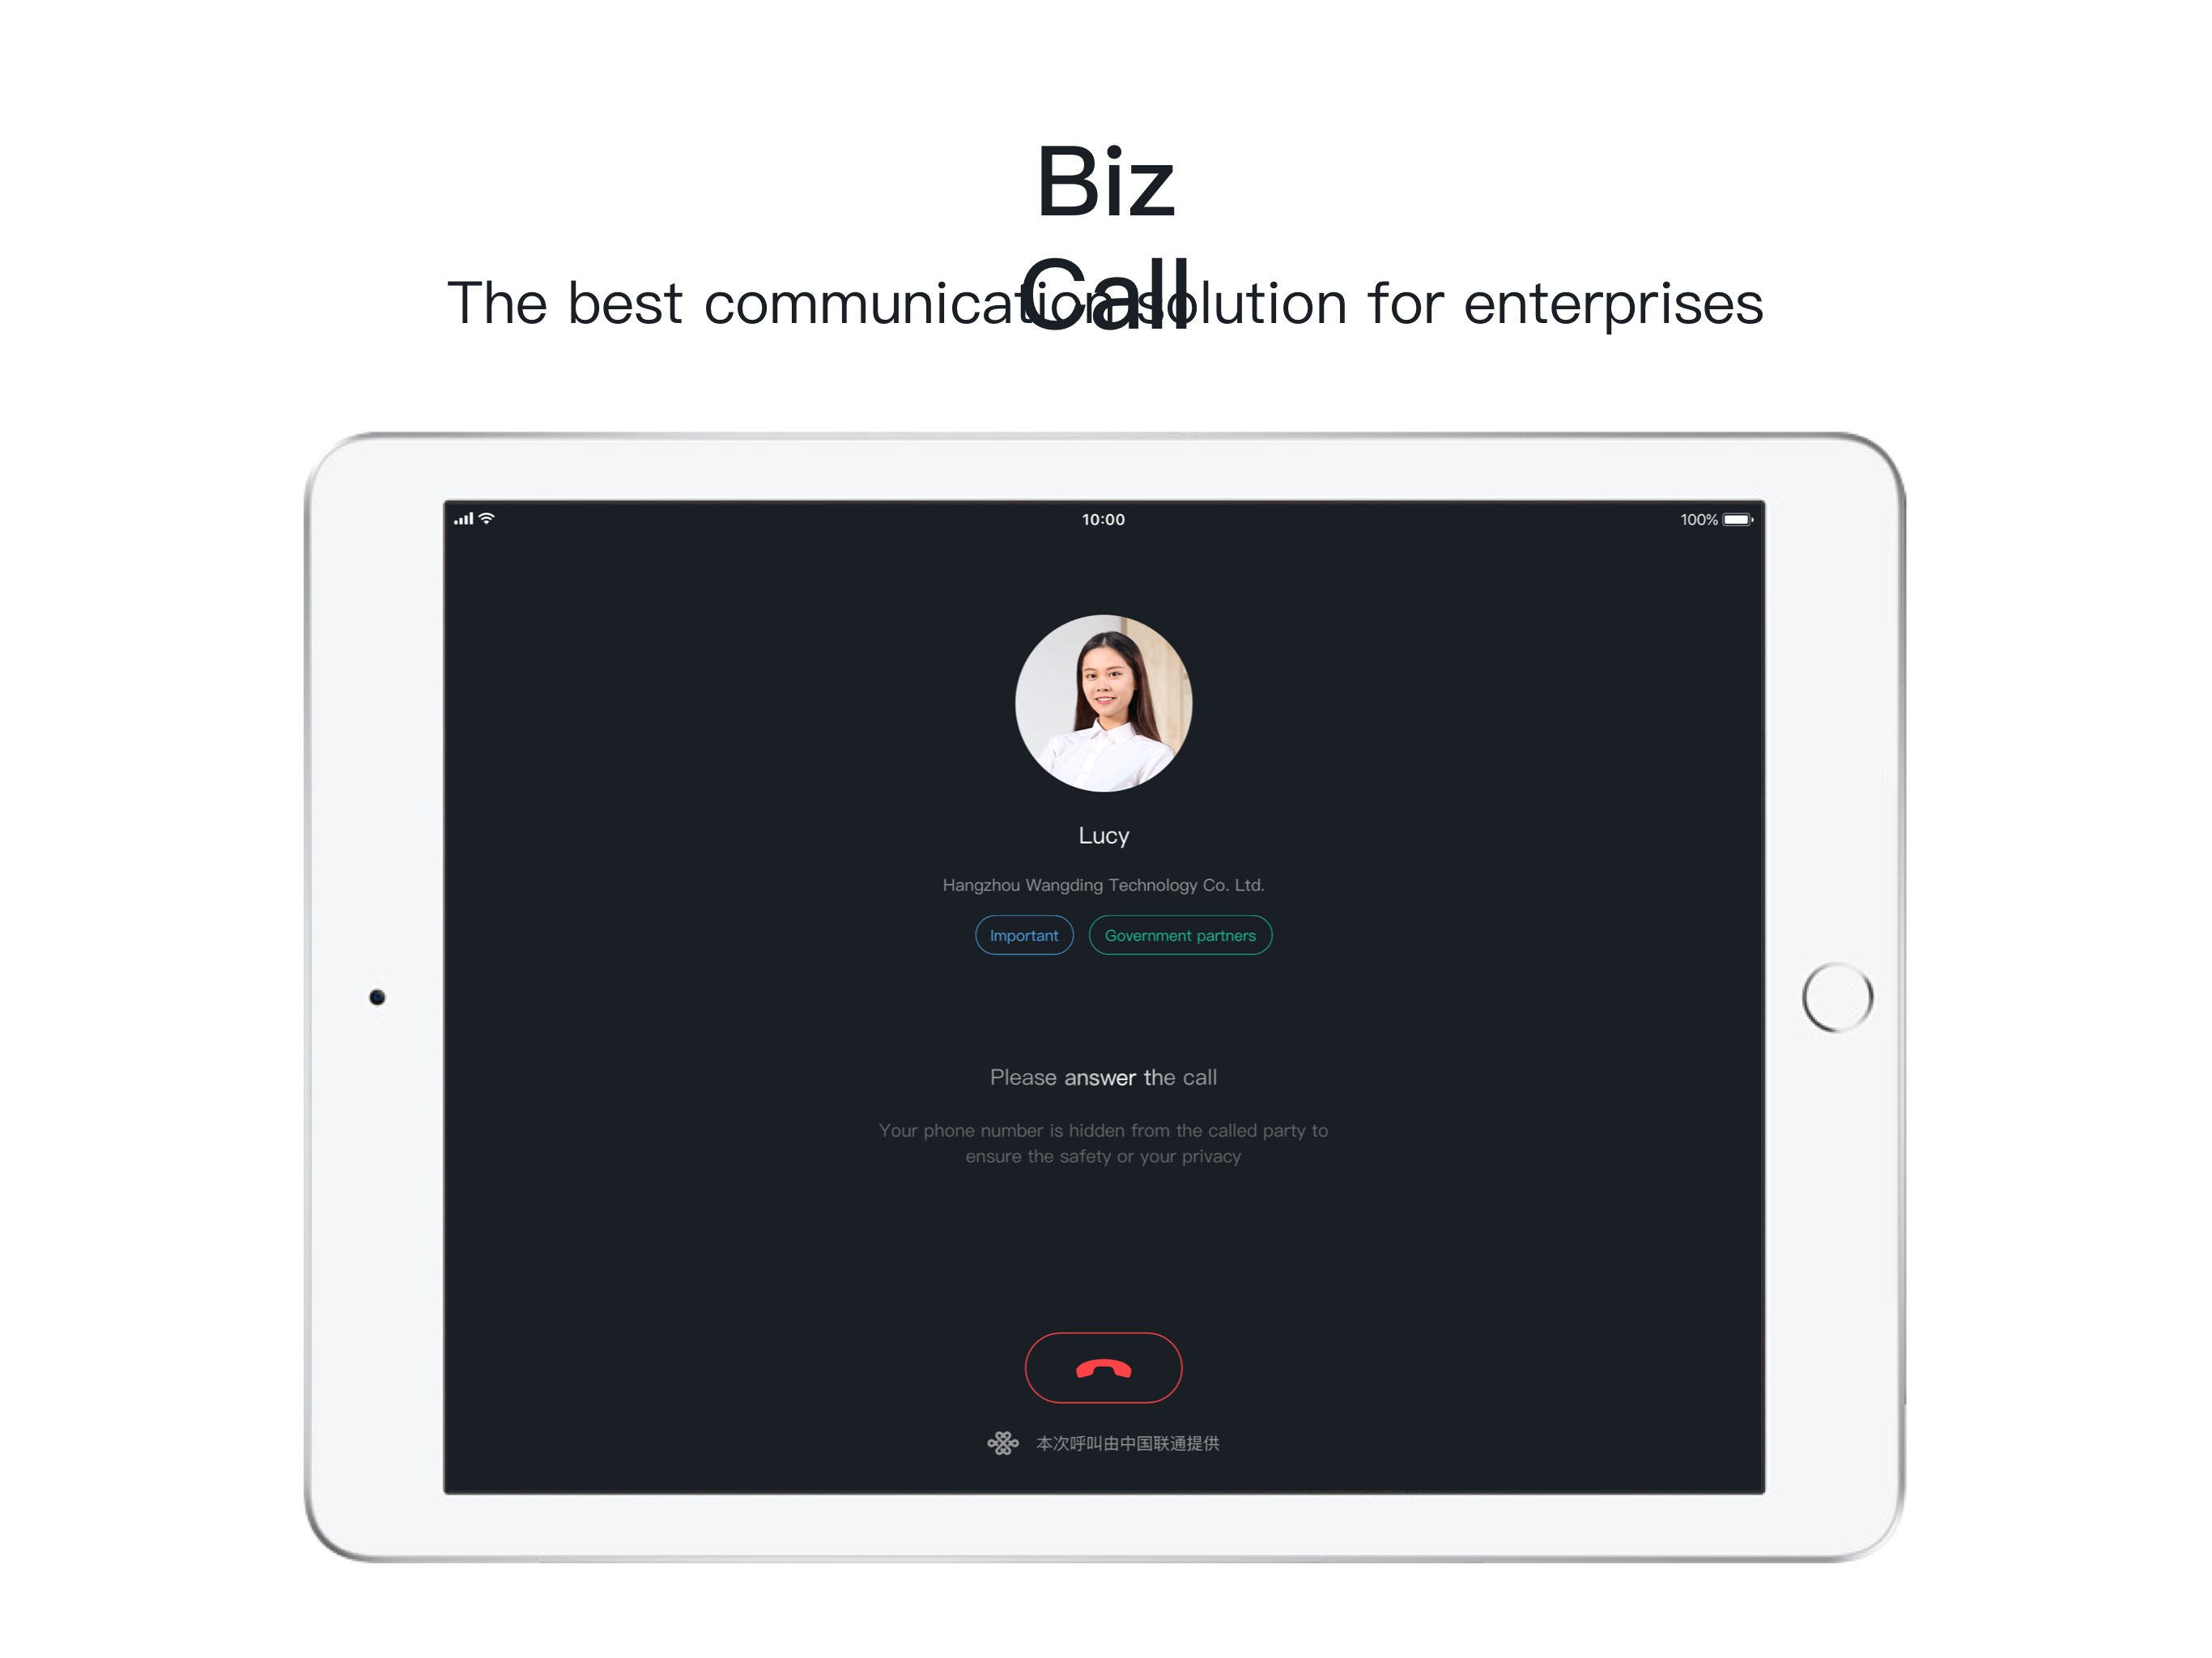 Biz
Call
The best communication solution for enterprises
10:00
100%
Lucy
Hangzhou Wangding Technology Co. Ltd.
Important
Government partners
Please answer the call
Your phone number is hidden from the called party to
ensure the safety or your privacy
本次呼叫由中国联通提供